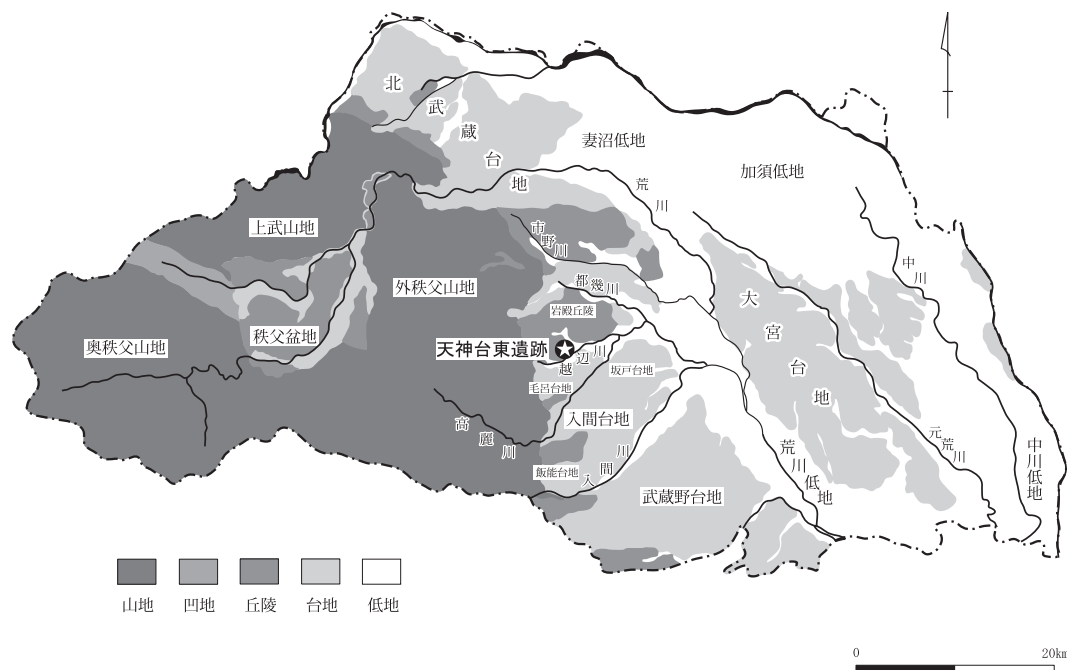 北武蔵台地
妻沼低地
加須低地
荒川
上武山地
市野川
中川
外秩父山地
都幾川
大宮台地
岩殿丘陵
秩父盆地
奥秩父山地
天神台東遺跡
越辺川
坂戸台地
毛呂台地
入間台地
高麗川
元荒川
荒川低地
中川低地
飯能台地
入間川
武蔵野台地
山地
凹地
丘陵
台地
低地
0
20km